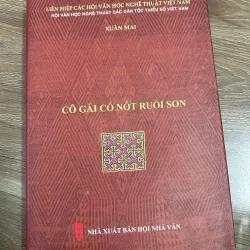 LIÊN HIỆP CÁC HỘI VĂN HỌC NGHỆ THUẬT VIỆT NAM
HỘI VĂN HỌC NGHỆ THUẬT CÁC DÂN TỘC THIỂU SỐ VIỆT NAM
XUÂN MAI
CÔ GÁI CÓ NỐT RUỒI SON
NHÀ XUẤT BẢN HỘI NHÀ VĂN